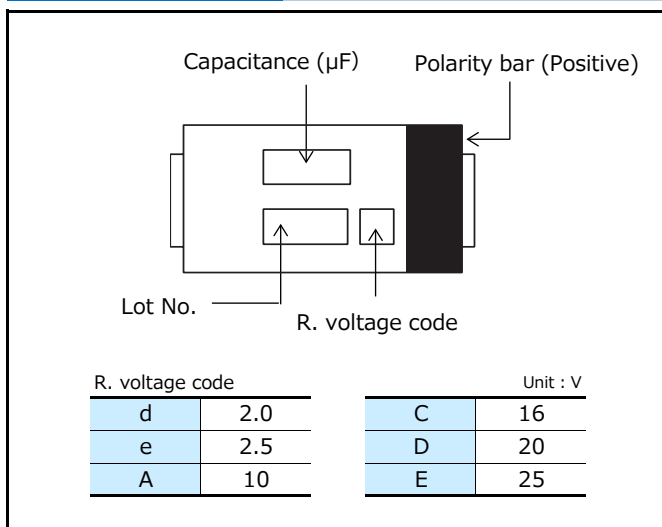 Capacitance (μF) Polarity bar (Positive)
Lot No.
R. voltage code
R. voltage code Unit : V
d 2.0 C 16
e 2.5 D 20
A 10 E 25